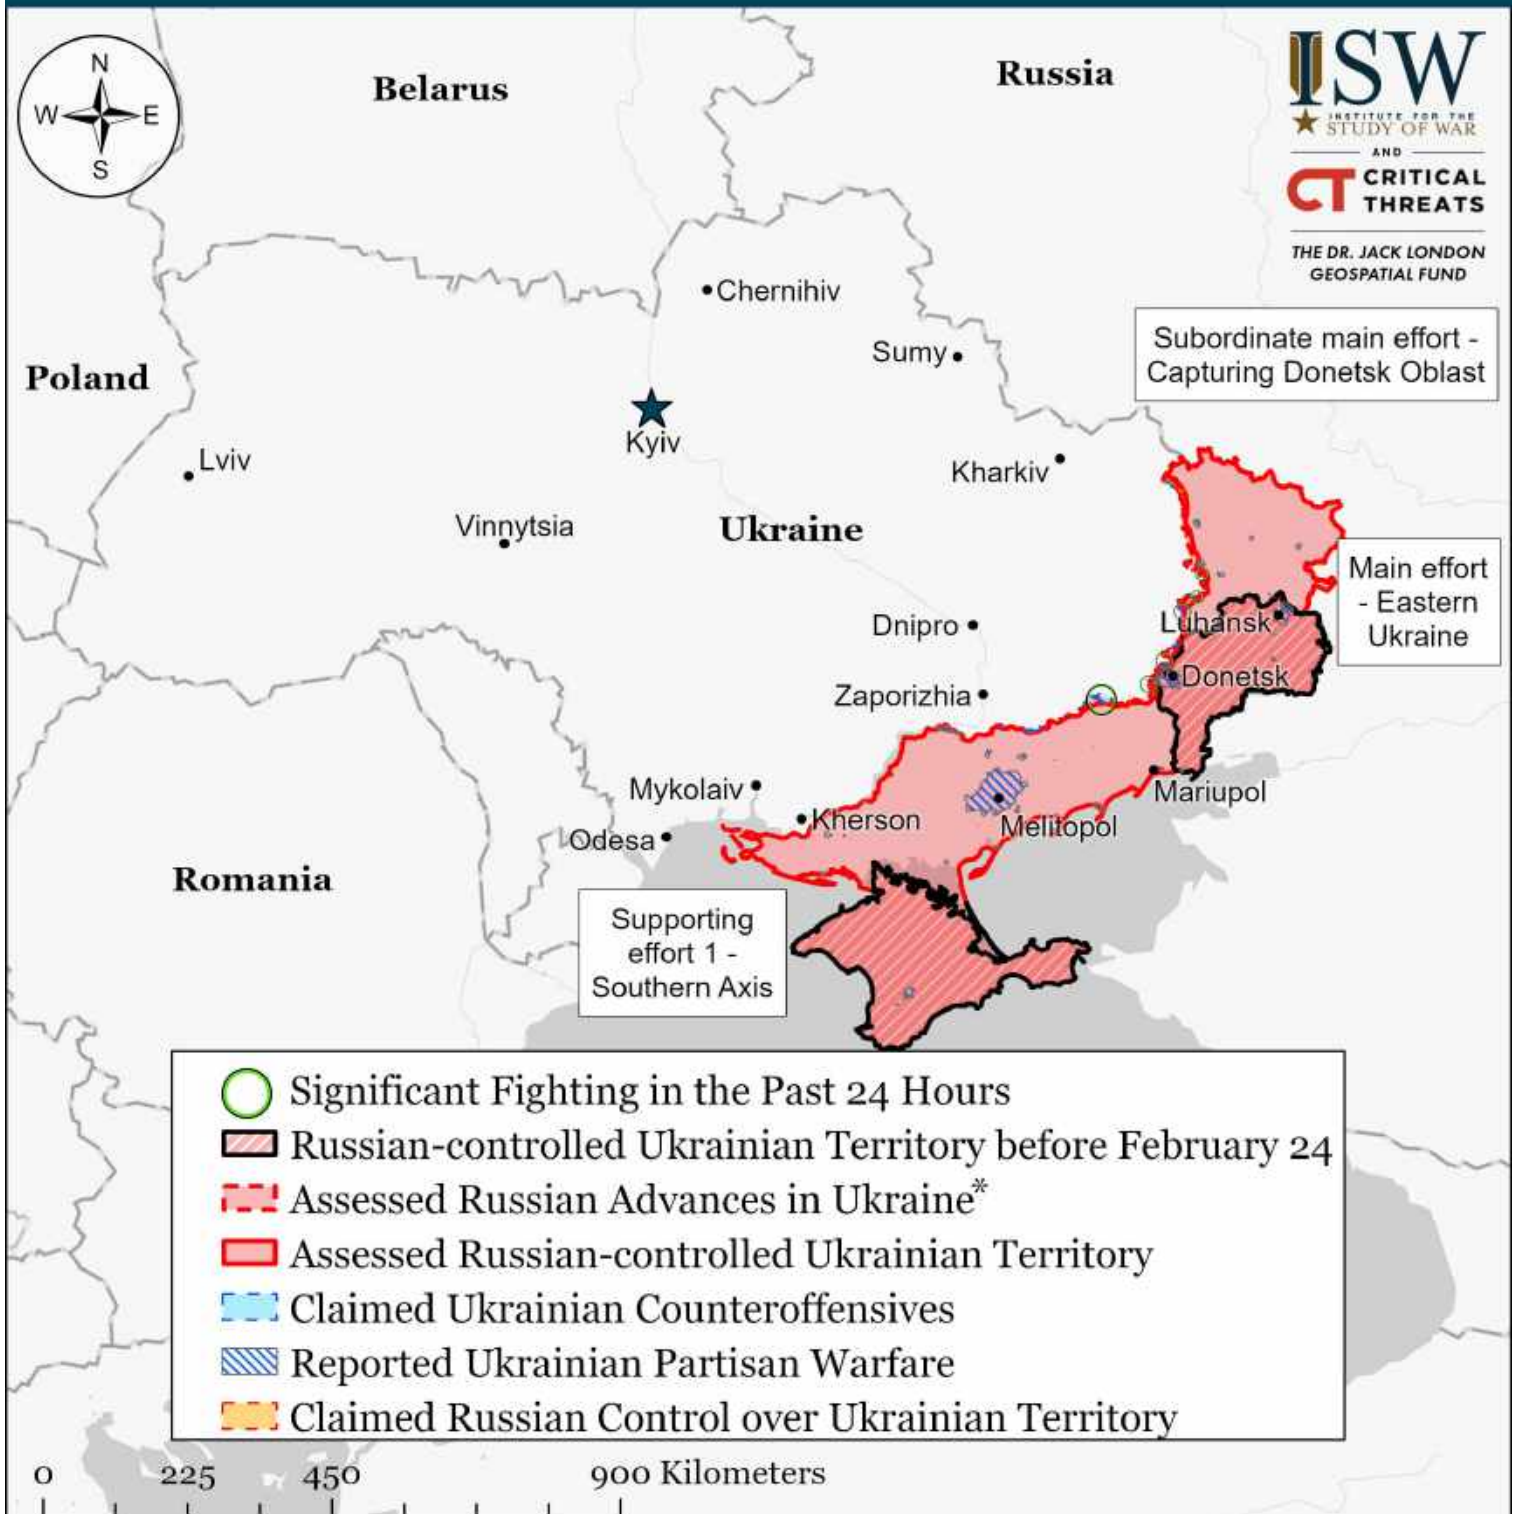 N
W
E
S
Belarus
Russia
ISW
INSTITUTE FOR THE
STUDY OF WAR
AND
CT CRITICAL
THREATS
THE DR. JACK LONDON
GEOSPATIAL FUND
Chernihiv
Subordinate main effort -
Capturing Donetsk Oblast
Sumy
Poland
Kyiv
Lviv
Kharkiv
Vinnytsia
Ukraine
Main effort
- Eastern
Ukraine
Dnipro
Luhansk
Donetsk
Zaporizhia
Mykolaiv
Mariupol
Kherson
Melitopol
Odesa
Romania
Supporting
effort 1 -
Southern Axis
Significant Fighting in the Past 24 Hours
Russian-controlled Ukrainian Territory before February 24
Assessed Russian Advances in Ukraine*
Assessed Russian-controlled Ukrainian Territory
Claimed Ukrainian Counteroffensives
Reported Ukrainian Partisan Warfare
Claimed Russian Control over Ukrainian Territory
0 225 450 900 Kilometers